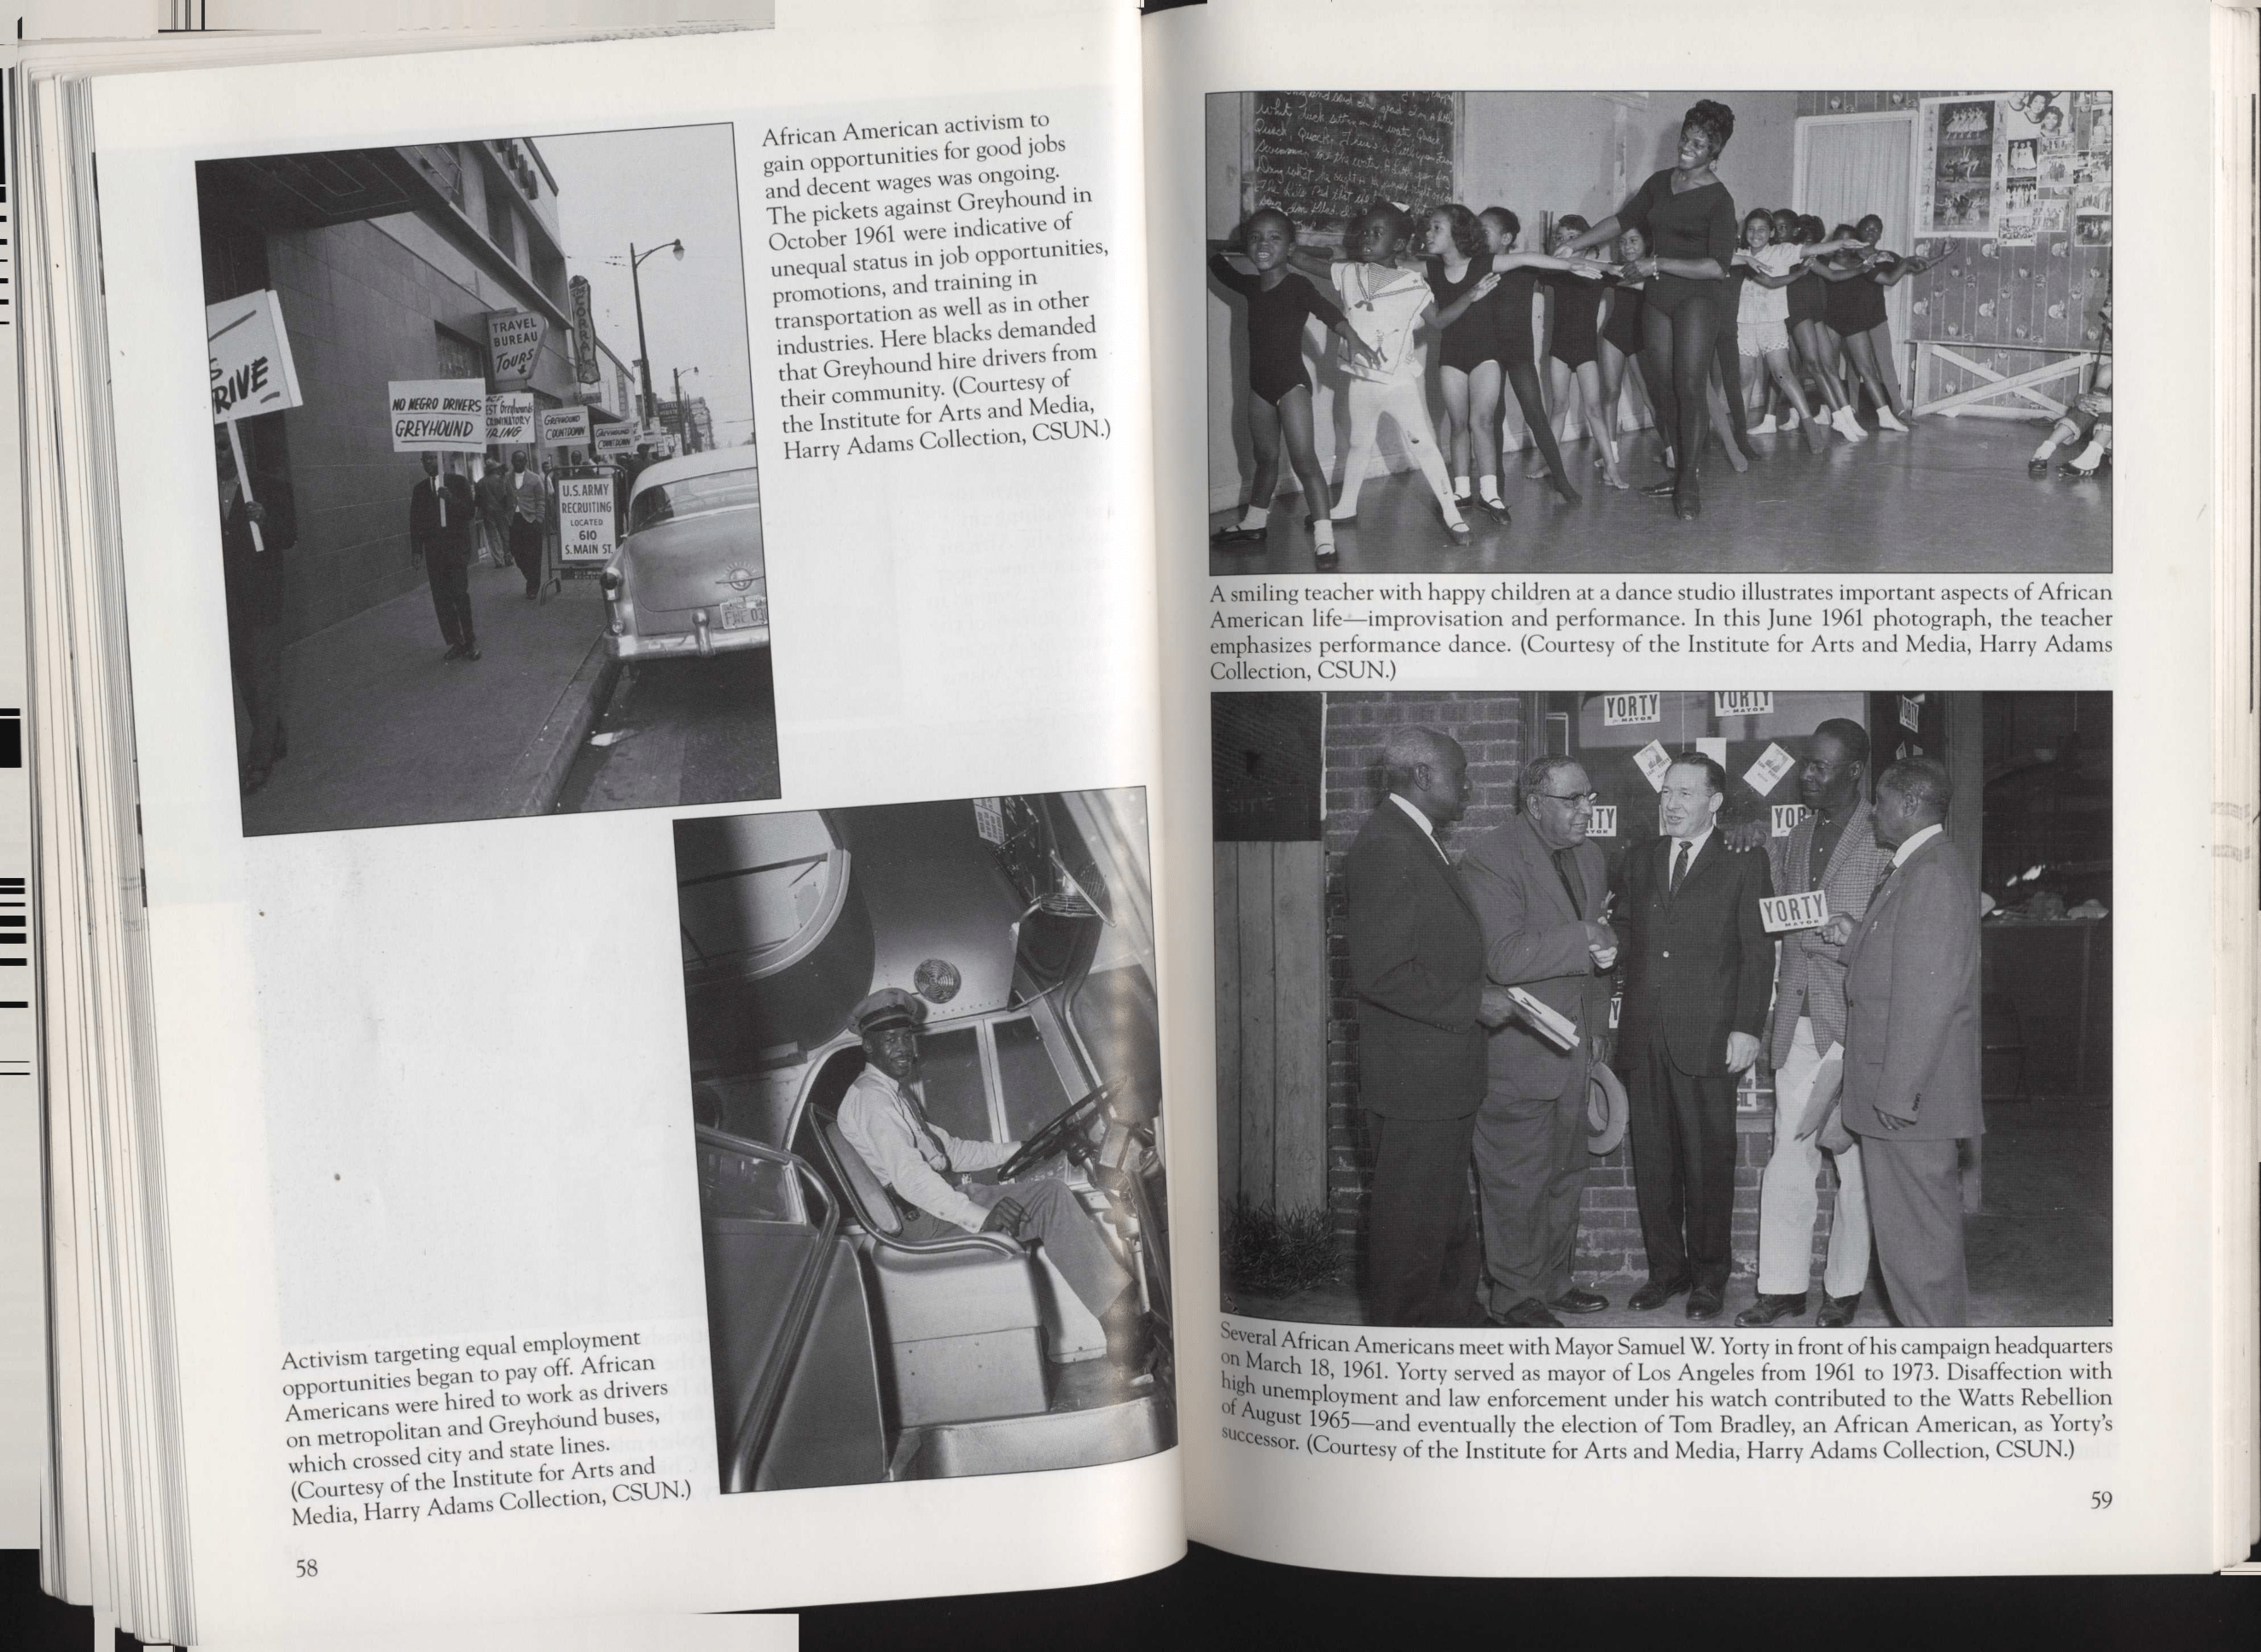 African American activism to
gain opportunities for good jobs
and decent wages was ongoing.
The pickets against Greyhound in
October 1961 were indicative of
unequal status in job opportunities,
promotions, and training in
transportation as well as in other
industries. Here blacks demanded
that Greyhound hire drivers from
their community. (Courtesy of
the Institute for Arts and Media,
Harry Adams Collection, CSUN.)
RIVE
TRAVEL
BUREAU
TOURS
NO NEGRO DRIVERS
GREYHOUND
GREYHOUND
COUNTDOWN
GREYHOUND
COUNTDOWN
U.S. ARMY
RECRUITING
LOCATED
610
S. MAIN ST.
Activism targeting equal employment
opportunities began to pay off. African
Americans were hired to work as drivers
on metropolitan and Greyhound buses,
which crossed city and state lines.
(Courtesy of the Institute for Arts and
Media, Harry Adams Collection, CSUN.)
58
A smiling teacher with happy children at a dance studio illustrates important aspects of African
American life—improvisation and performance. In this June 1961 photograph, the teacher
emphasizes performance dance. (Courtesy of the Institute for Arts and Media, Harry Adams
Collection, CSUN.)
YORTY
MAYOR
YORTY
MAYOR
SITE
RTY
YOR
YORTY
MAYOR
Several African Americans meet with Mayor Samuel W. Yorty in front of his campaign headquarters
on March 18, 1961. Yorty served as mayor of Los Angeles from 1961 to 1973. Disaffection with
high unemployment and law enforcement under his watch contributed to the Watts Rebellion
of August 1965—and eventually the election of Tom Bradley, an African American, as Yorty's
successor. (Courtesy of the Institute for Arts and Media, Harry Adams Collection, CSUN.)
59